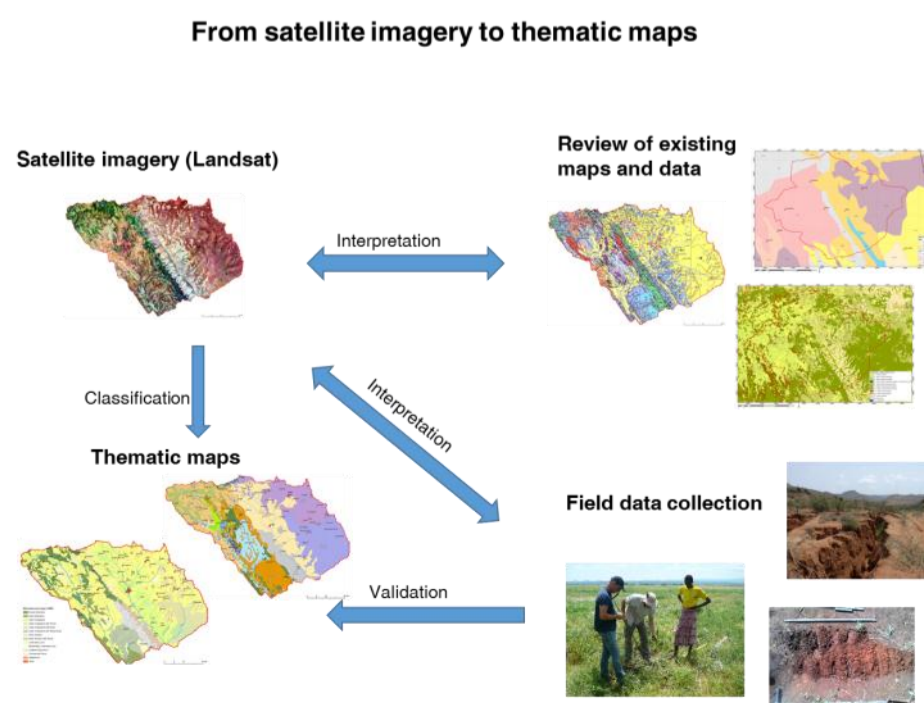 From satellite imagery to thematic maps
Satellite imagery (Landsat)
Review of existing
maps and data
Interpretation
Classification
Interpretation
Thematic maps
Field data collection
Validation